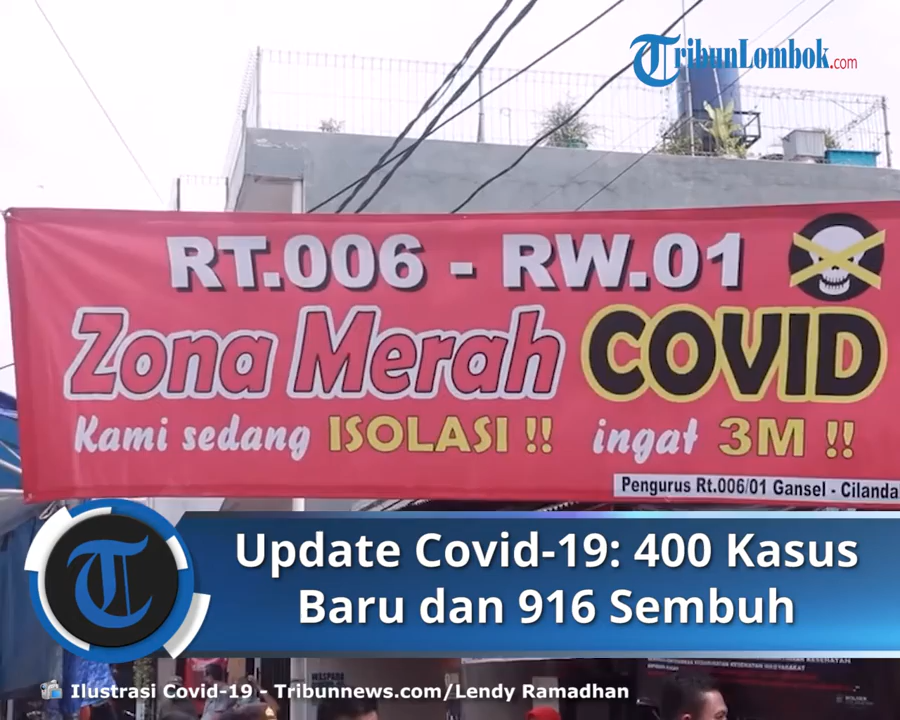 TribunLombok.com
RT.006 - RW.01
Zona Merah COVID
Kami sedang ISOLASI !! ingat 3M !!
Pengurus Rt.006/01 Gansel - Cilanda
Update Covid-19: 400 Kasus
Baru dan 916 Sembuh
Ilustrasi Covid-19 - Tribunnews.com/Lendy Ramadhan